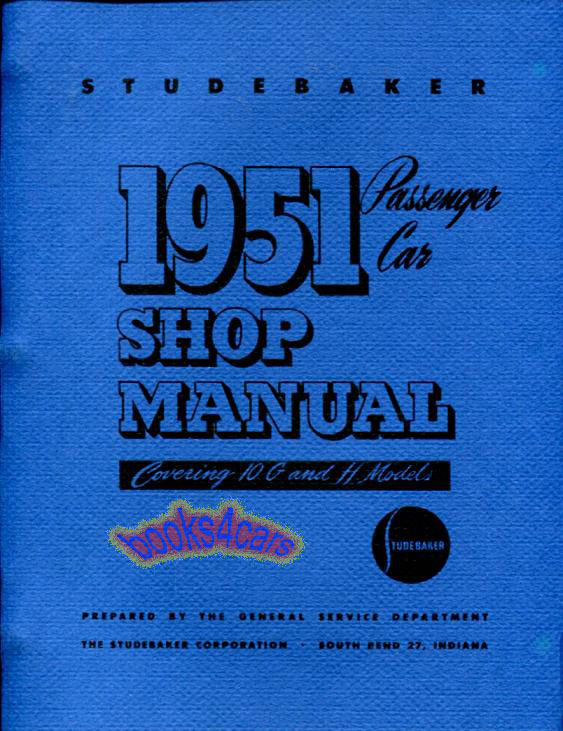 STUDEBAKER
1951
Passenger
Car
SHOP
MANUAL
Covering 10 G and H Models
books4cars
STUDEBAKER
PREPARED BY THE GENERAL SERVICE DEPARTMENT
THE STUDEBAKER CORPORATION · SOUTH BEND 27, INDIANA